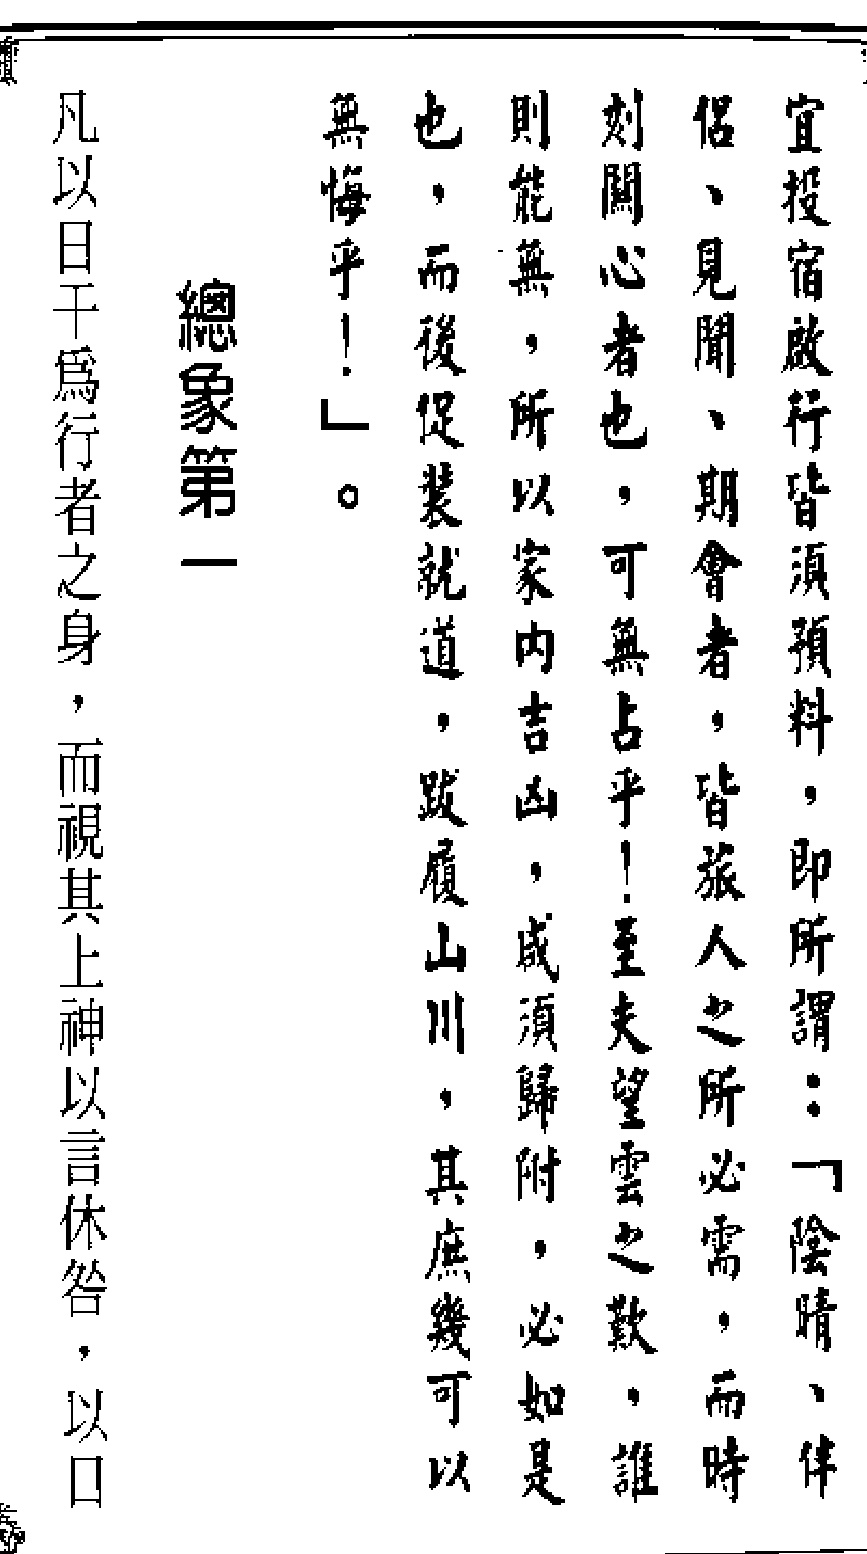 宜投宿啟行皆須預料，即所謂：「陰晴、伴
侶、見聞、期會者，皆旅人之所必需，而時
刻關心者也，可無占乎！至夫望雲之歎，誰
則能無，所以家內吉凶，咸須歸附，必如是
也，而後促裝就道，跋履山川，其庶幾可以
無悔乎！」。
總象第一
凡以日干為行者之身，而視其上神以言休咎，以日